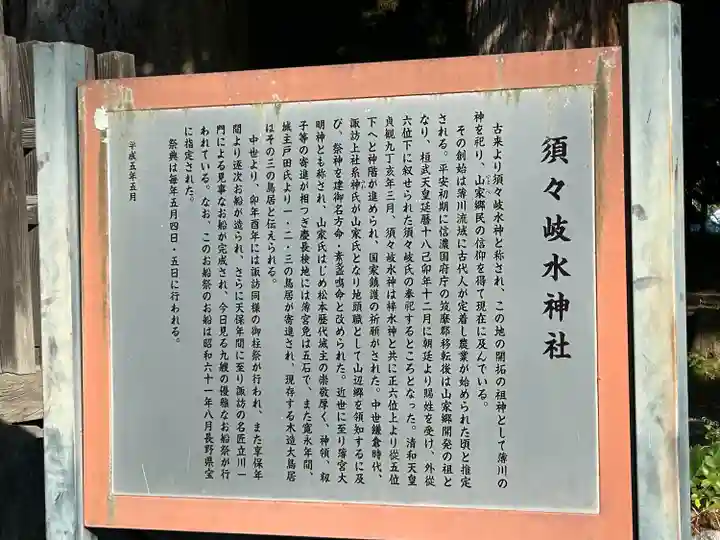 須々岐水神社
古来より須々岐水神と称され、この地の開拓の祖神として薄川の
神を祀り、山家郷民の信仰を得て現在に及んでいる。
その創始は薄川流域に古代人が定着し農業が始められた頃と推定
される。平安初期に信濃国府庁の筑摩郡移転後は山家郷開発の祖と
なり、桓武天皇延暦十八己卯年十二月に朝廷より賜姓を受け、外従
六位下に叙せられた須々岐氏の奉祀するところとなった。清和天皇
貞観九丁亥年三月、須々岐水神は梓水神と共に正六位上より従五位
下へと神階が進められ、国家鎮護の祈願がされた。中世鎌倉時代、
諏訪上社系神氏が山家氏となり地頭職として山辺郷を領知するに及
び、祭神を建御名方命・素盞嗚命と改められた。近世に至り薄宮大
明神とも称され、山家氏はじめ松本歴代城主の崇敬厚く、神領、籾
子等の寄進が相つぎ慶長検地には薄宮免は五石で、また寛永年間、
城主戸田氏より一・二・三の鳥居が寄進され、現存する木造大鳥居
はその三の鳥居と伝えられる。
中世より、卯年酉年には諏訪同様の御柱祭が行われ、また享保年
間より逐次お船が造られ、さらに天保年間に至り諏訪の名匠立川一
門による見事なお船が完成され、今日見る九艘の優雅なお船祭が行
われている。なお、このお船祭のお船は昭和六十一年八月長野県宝
に指定された。
祭典は毎年五月四日・五日に行われる。
平成五年五月